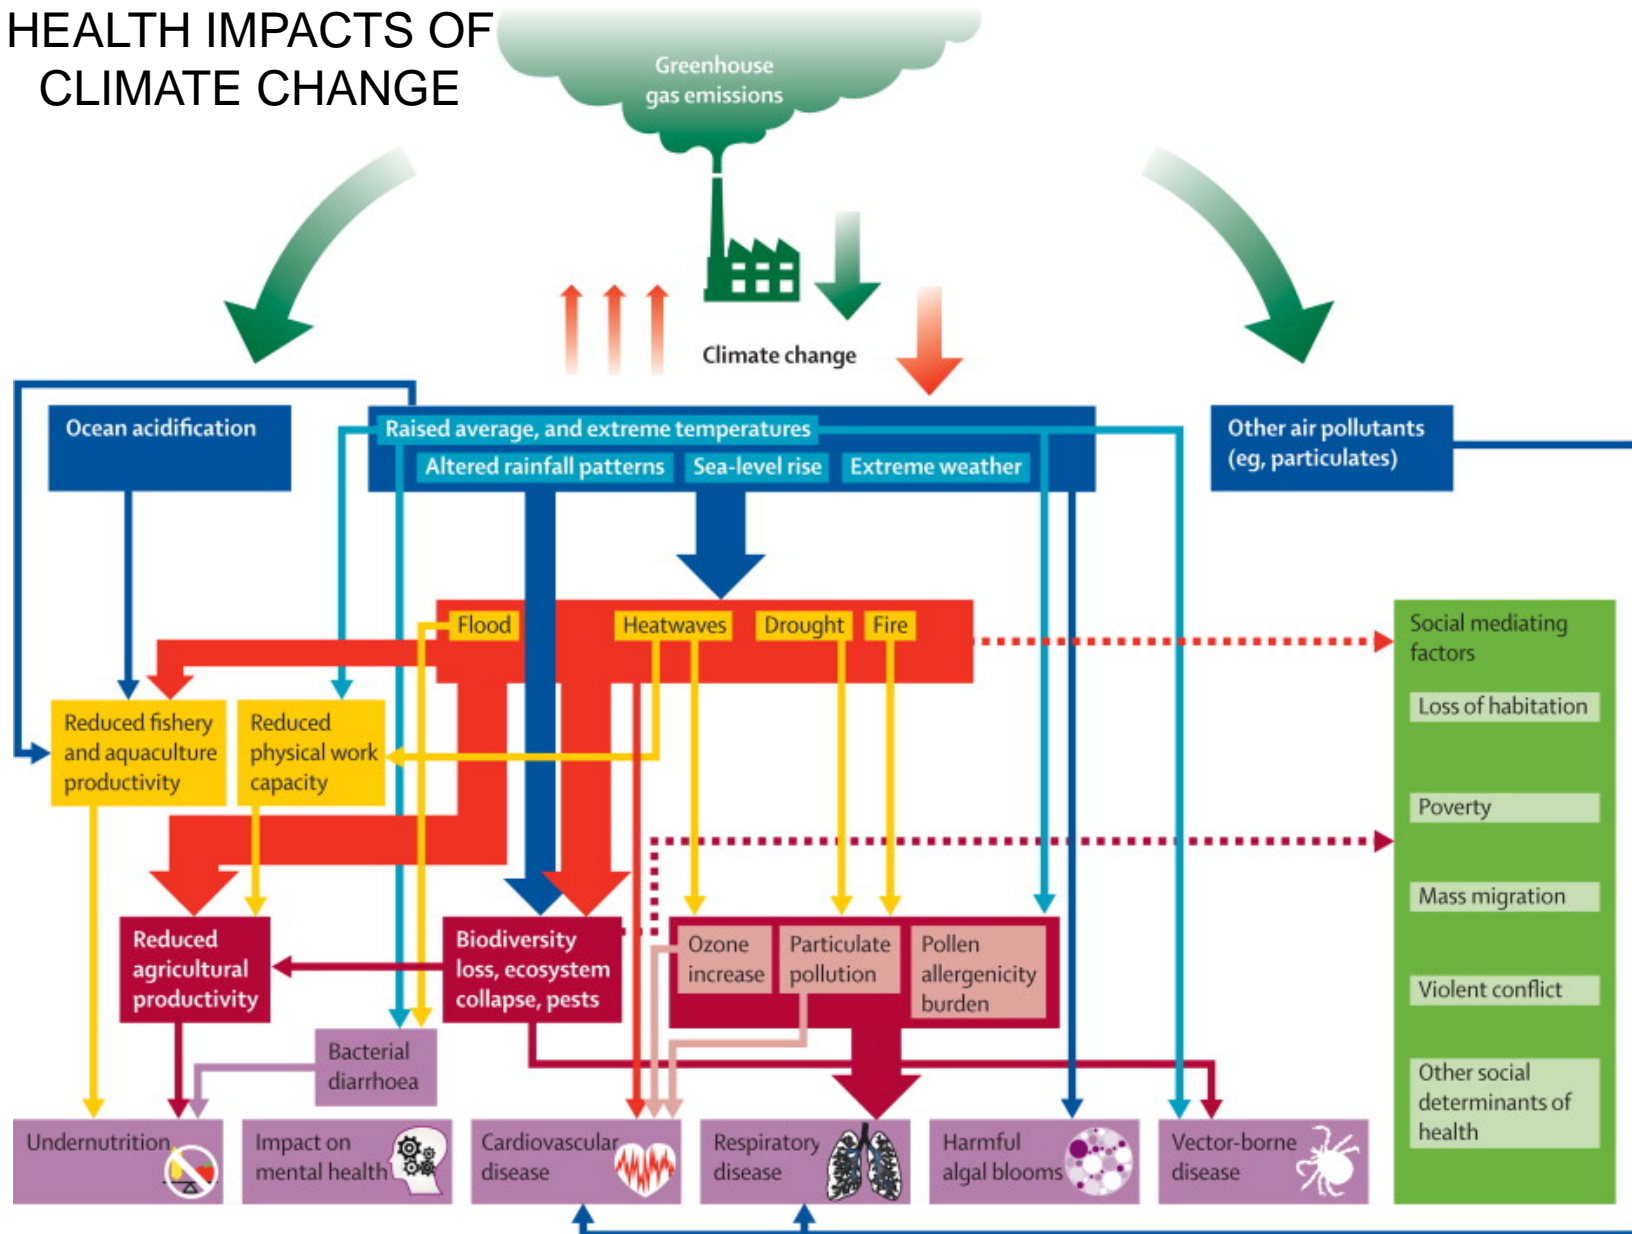 HEALTH IMPACTS OF
CLIMATE CHANGE
Greenhouse
gas emissions
Climate change
Ocean acidification
Raised average, and extreme temperatures
Altered rainfall patterns
Sea-level rise
Extreme weather
Other air pollutants
(eg, particulates)
Flood
Heatwaves
Drought
Fire
Social mediating
factors
Loss of habitation
Poverty
Mass migration
Violent conflict
Other social
determinants of
health
Reduced fishery
and aquaculture
productivity
Reduced
physical work
capacity
Reduced
agricultural
productivity
Biodiversity
loss, ecosystem
collapse, pests
Ozone
increase
Particulate
pollution
Pollen
allergenicity
burden
Bacterial
diarrhoea
Undernutrition
Impact on
mental health
Cardiovascular
disease
Respiratory
disease
Harmful
algal blooms
Vector-borne
disease